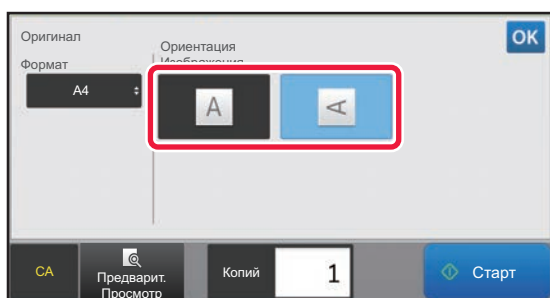 Оригинал
OK
Ориентация
Изображения
Формат
A4
A
A
CA
Предварит.
Просмотр
Копий
1
Старт